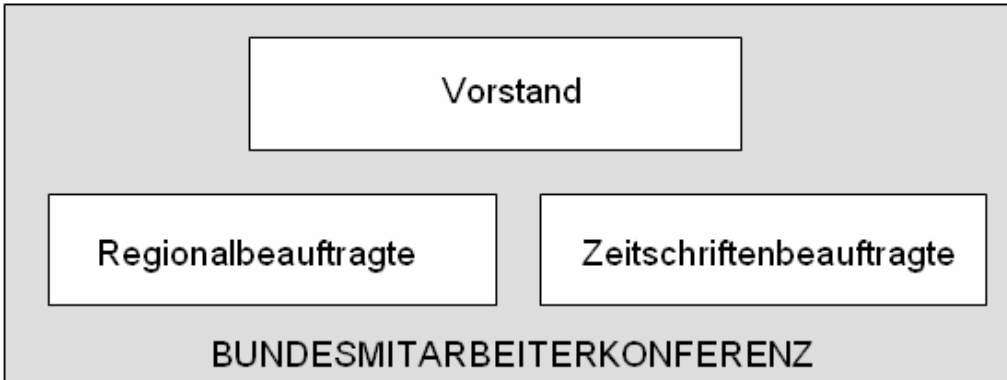 Vorstand
Regionalbeauftragte
Zeitschriftenbeauftragte
BUNDESMITARBEITERKONFERENZ